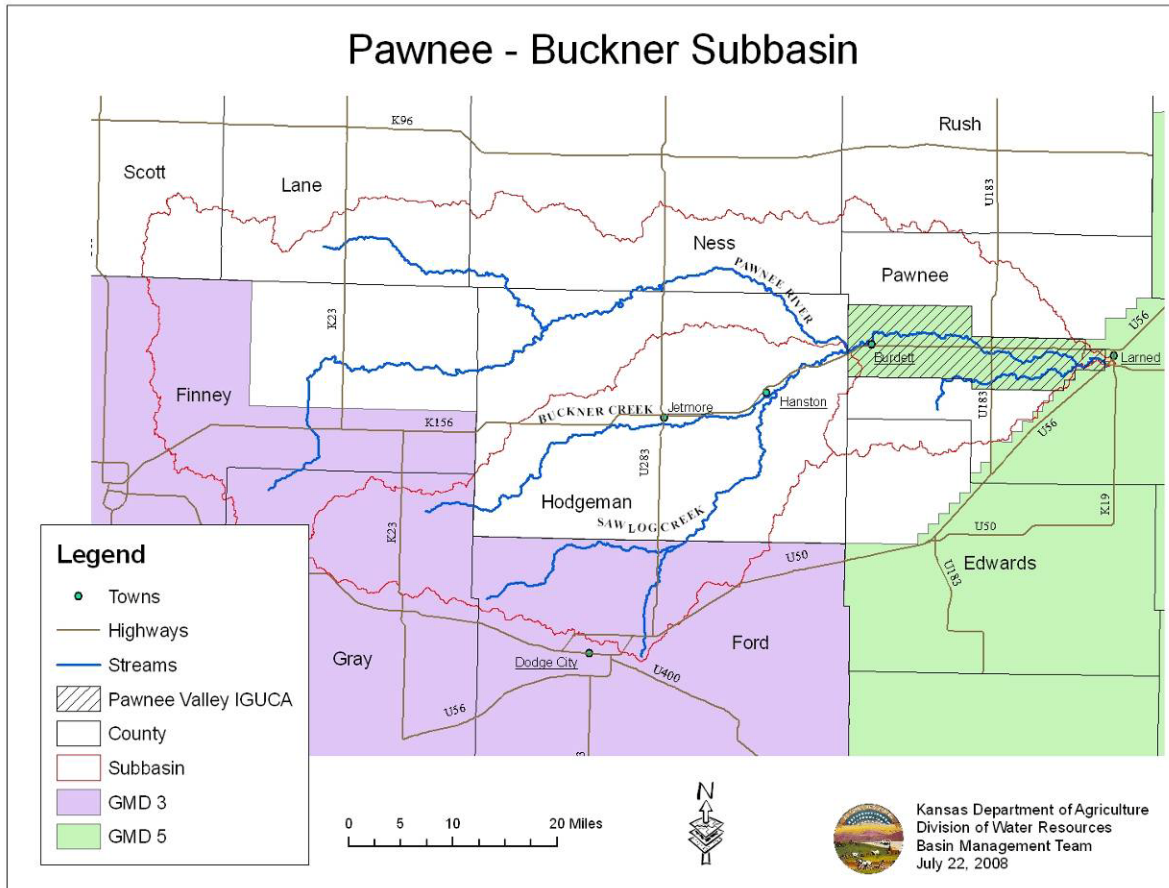 Pawnee - Buckner Subbasin
K96
Rush
Scott
Lane
U183
Ness
Pawnee
PAWNEE RIVER
K23
U56
Burdett
Larned
Finney
Hanston
Jetmore
BUCKNER CREEK
K156
U183
U56
U283
Hodgeman
SAW LOG CREEK
K23
K19
U50
U50
Edwards
U183
Ford
Gray
Dodge City
U400
U56
Legend
Towns
Highways
Streams
Pawnee Valley IGUCA
County
Subbasin
GMD 3
GMD 5
0 5 10 20 Miles
N
Kansas Department of Agriculture
Division of Water Resources
Basin Management Team
July 22, 2008